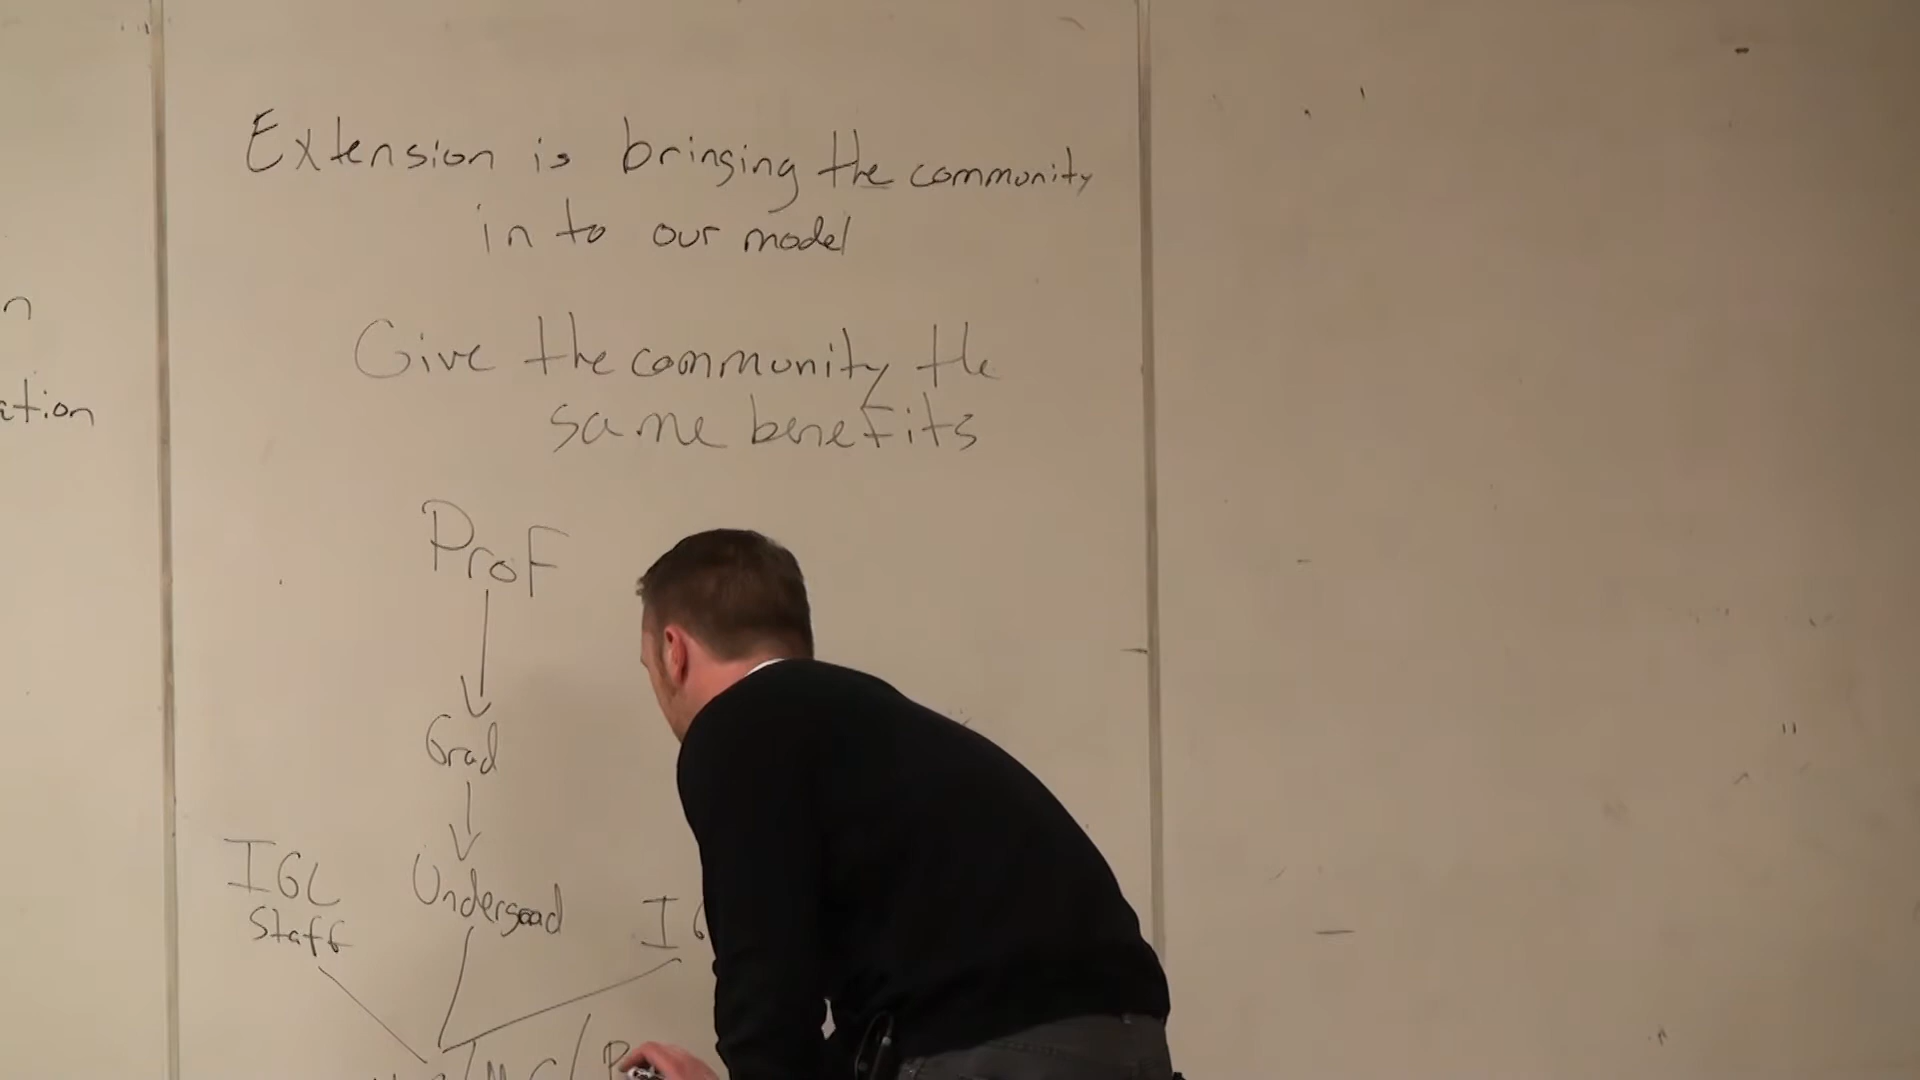 Extension is bringing the community
in to our model
Give the community the
same benefits
Prof
Grad
IGL Undergrad
Staff